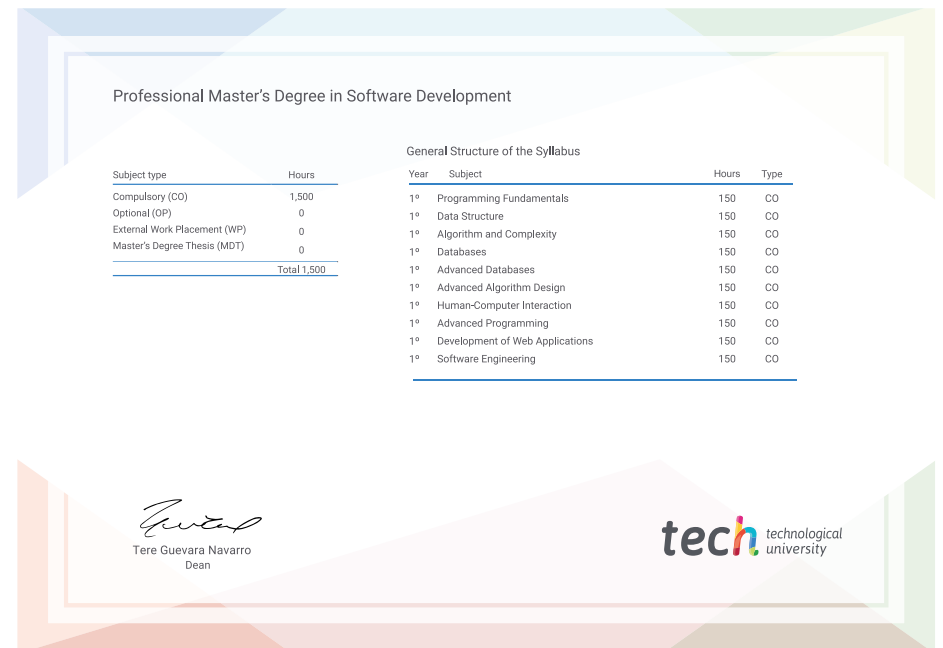 Professional Master's Degree in Software Development
Subject type Hours
Compulsory (CO) 1,500
Optional (OP) 0
External Work Placement (WP) 0
Master's Degree Thesis (MDT) 0
Total 1,500
General Structure of the Syllabus
Year Subject Hours Type
1º Programming Fundamentals 150 CO
1º Data Structure 150 CO
1º Algorithm and Complexity 150 CO
1º Databases 150 CO
1º Advanced Databases 150 CO
1º Advanced Algorithm Design 150 CO
1º Human-Computer Interaction 150 CO
1º Advanced Programming 150 CO
1º Development of Web Applications 150 CO
1º Software Engineering 150 CO
Tere Guevara Navarro
Dean
tech technological
university